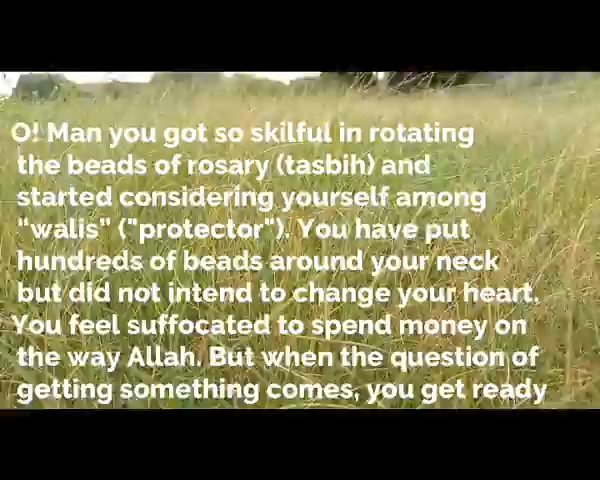 O! Man you got so skilful in rotating
the beads of rosary (tasbih) and
started considering yourself among
“walis” ("protector"). You have put
hundreds of beads around your neck
but did not intend to change your heart.
You feel suffocated to spend money on
the way Allah. But when the question of
getting something comes, you get ready